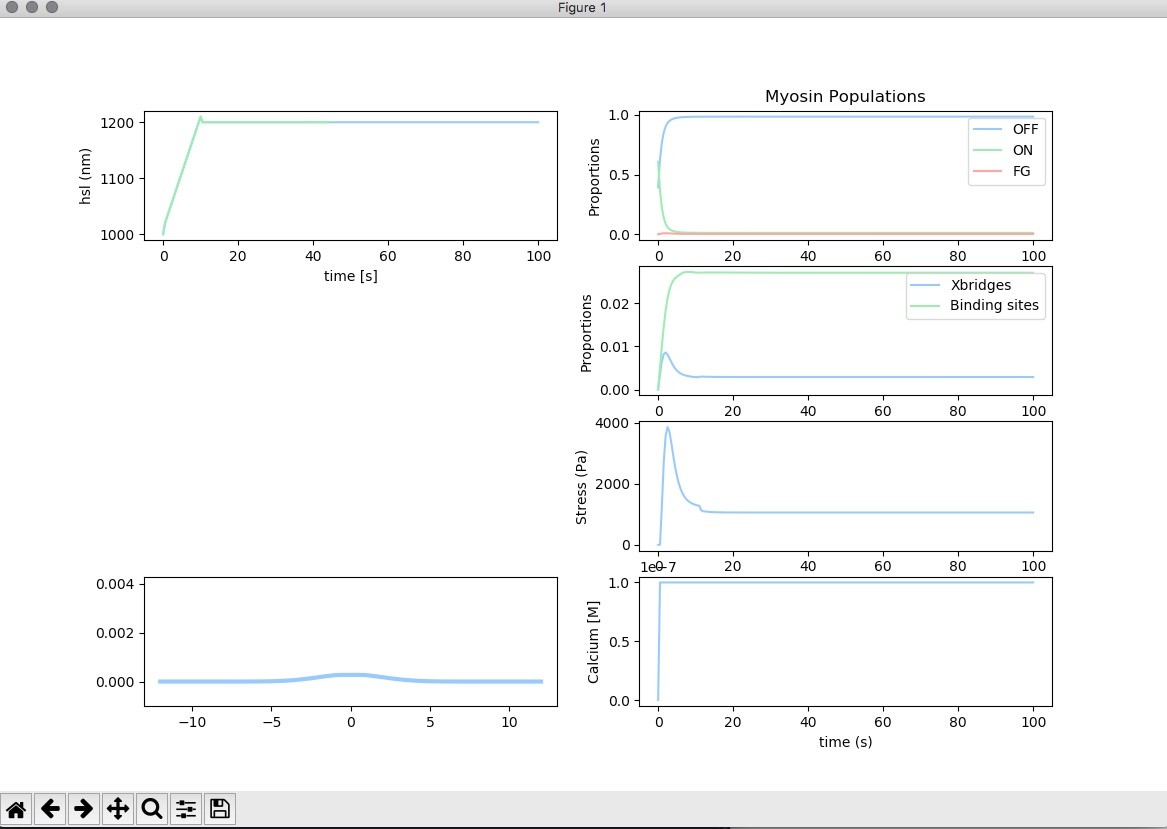 Figure 1
1200
1100
1000
hsl (nm)
0 20 40 60 80 100
time [s]
Myosin Populations
1.0
0.5
0.0
Proportions
OFF
ON
FG
0 20 40 60 80 100
0.02
0.01
0.00
Proportions
Xbridges
Binding sites
0 20 40 60 80 100
4000
2000
0
Stress (Pa)
0 20 40 60 80 100
0.004
0.002
0.000
−10 −5 0 5 10
1e−7
1.0
0.5
0.0
Calcium [M]
0 20 40 60 80 100
time (s)